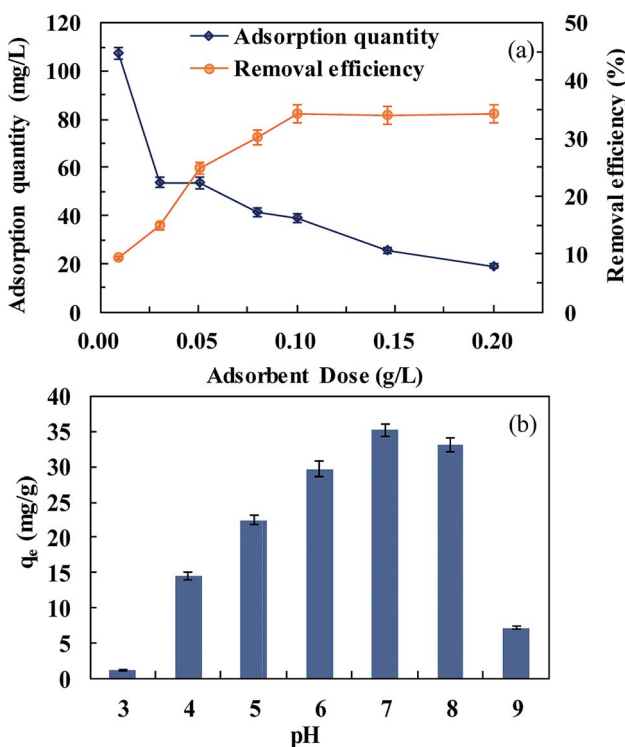 Adsorption quantity (mg/L)
120
100
80
60
40
20
0
Adsorption quantity
Removal efficiency
(a)
50
40
30
20
10
0
Removal efficiency (%)
0.00 0.05 0.10 0.15 0.20
Adsorbent Dose (g/L)
qe (mg/g)
40
35
30
25
20
15
10
5
0
(b)
3 4 5 6 7 8 9
pH